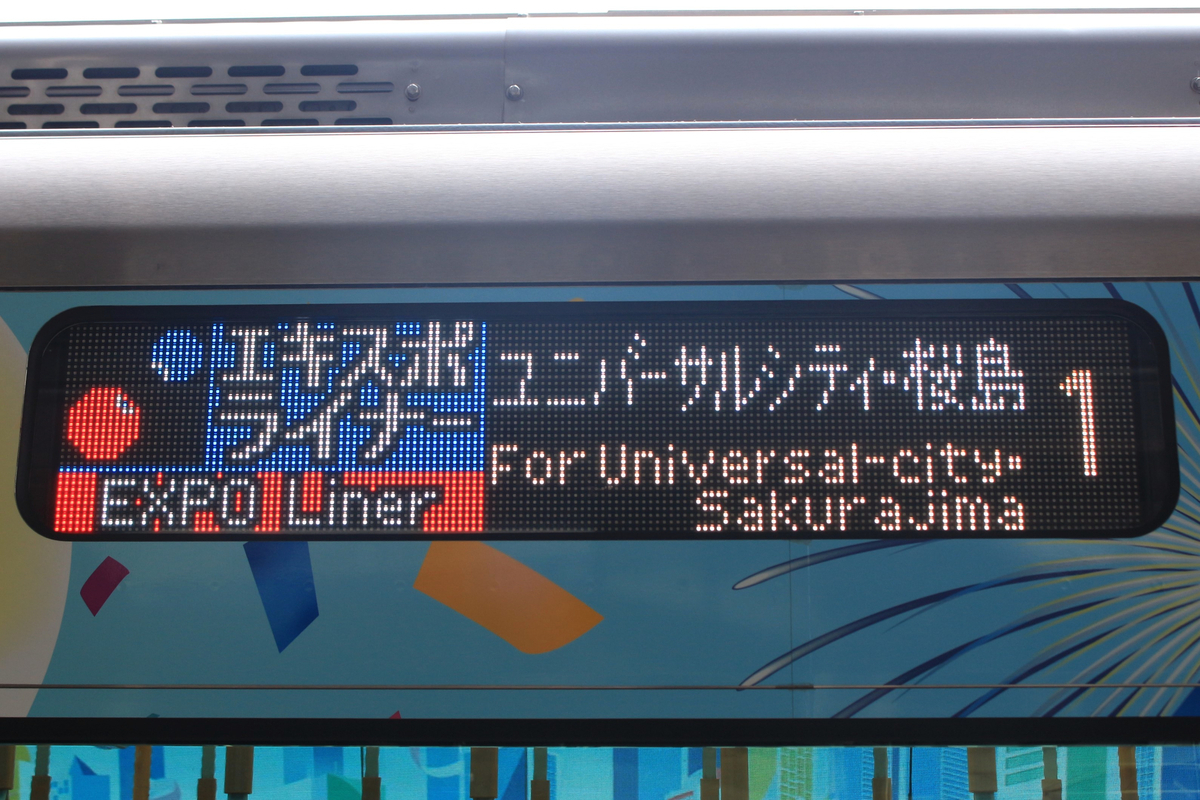 エキスポ
ライナー
EXPO Liner
ユニバーサルシティ・桜島
For Universal-city・
Sakurajima
1